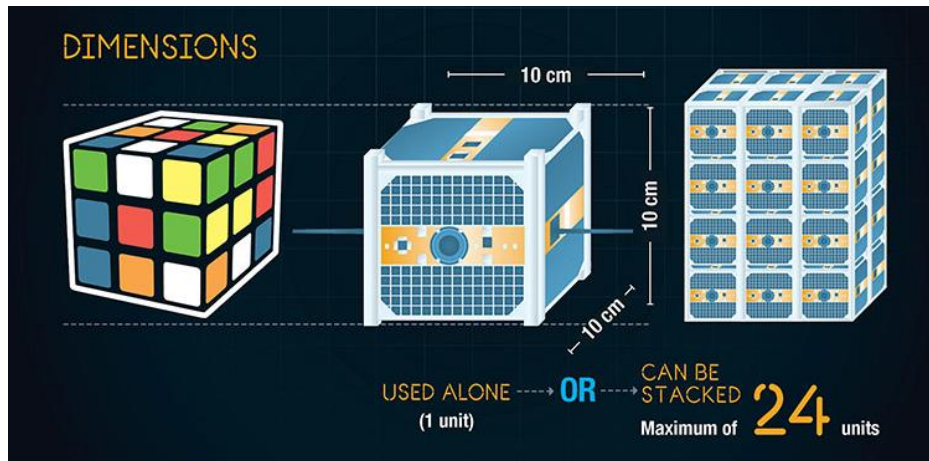 DIMENSIONS
10 cm
10 cm
10 cm
USED ALONE
(1 unit)
OR
CAN BE
STACKED
Maximum of 24 units